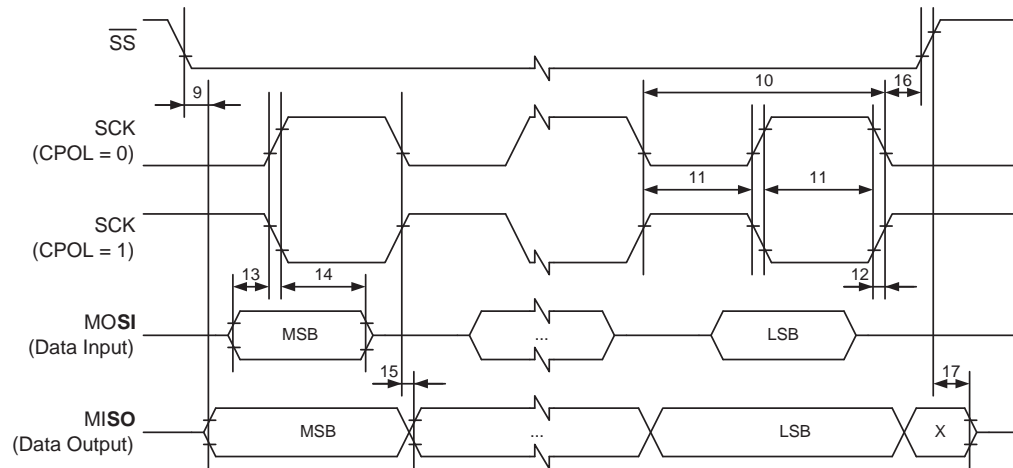 SS
10
9
16
SCK
(CPOL = 0)
11
11
SCK
(CPOL = 1)
13
14
12
MOSI
(Data Input)
MSB
...
LSB
15
17
MISO
(Data Output)
MSB
...
LSB
X